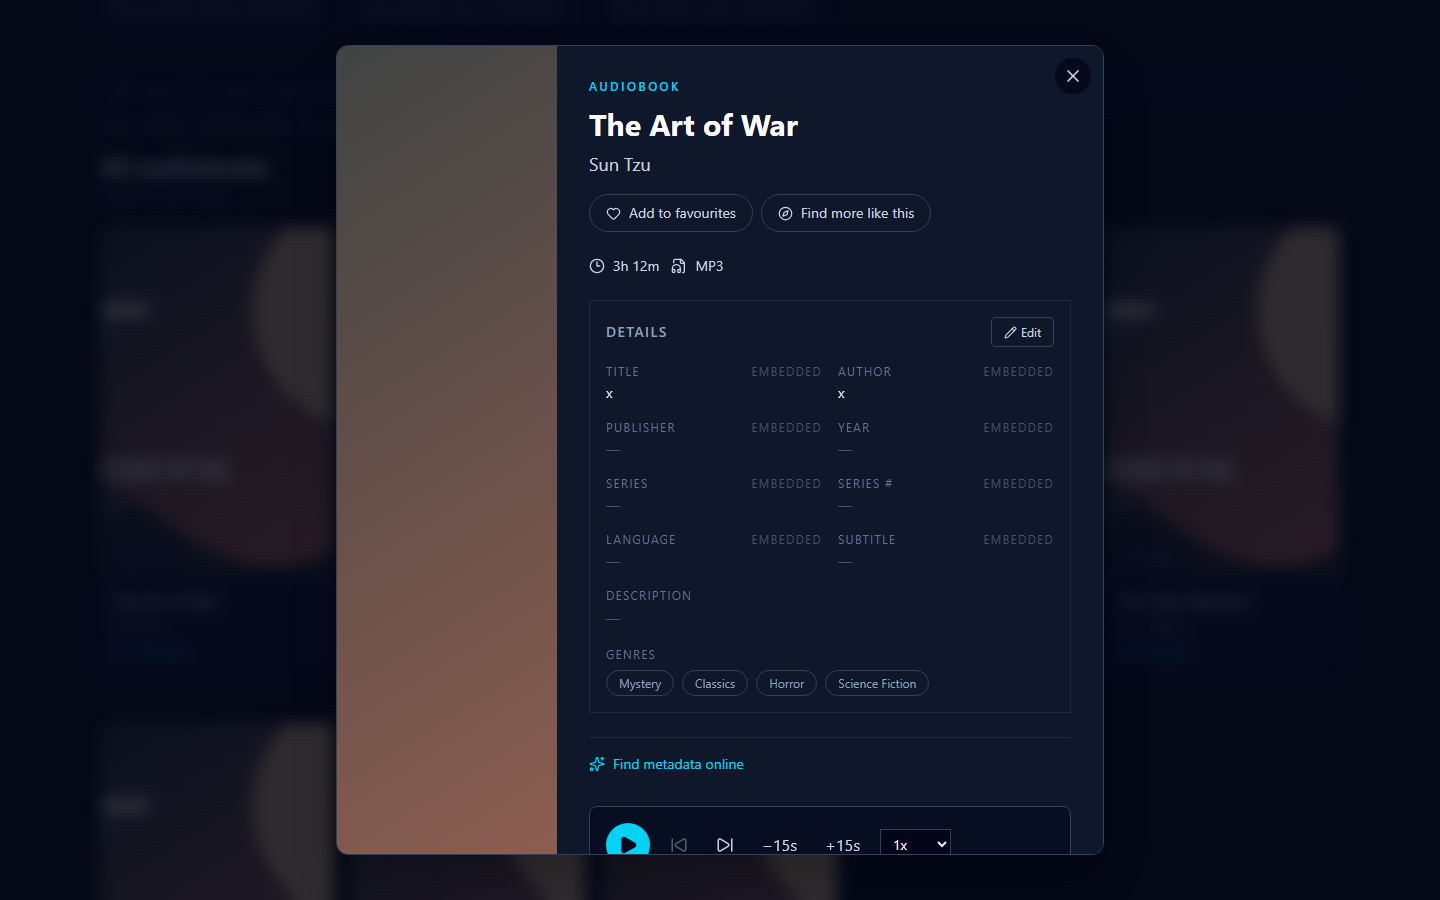 AUDIOBOOK
The Art of War
Sun Tzu
Add to favourites Find more like this
3h 12m MP3
DETAILS Edit
TITLE EMBEDDED AUTHOR EMBEDDED
x x
PUBLISHER EMBEDDED YEAR EMBEDDED
— —
SERIES EMBEDDED SERIES # EMBEDDED
— —
LANGUAGE EMBEDDED SUBTITLE EMBEDDED
— —
DESCRIPTION
—
GENRES
Mystery Classics Horror Science Fiction
Find metadata online
−15s +15s 1x